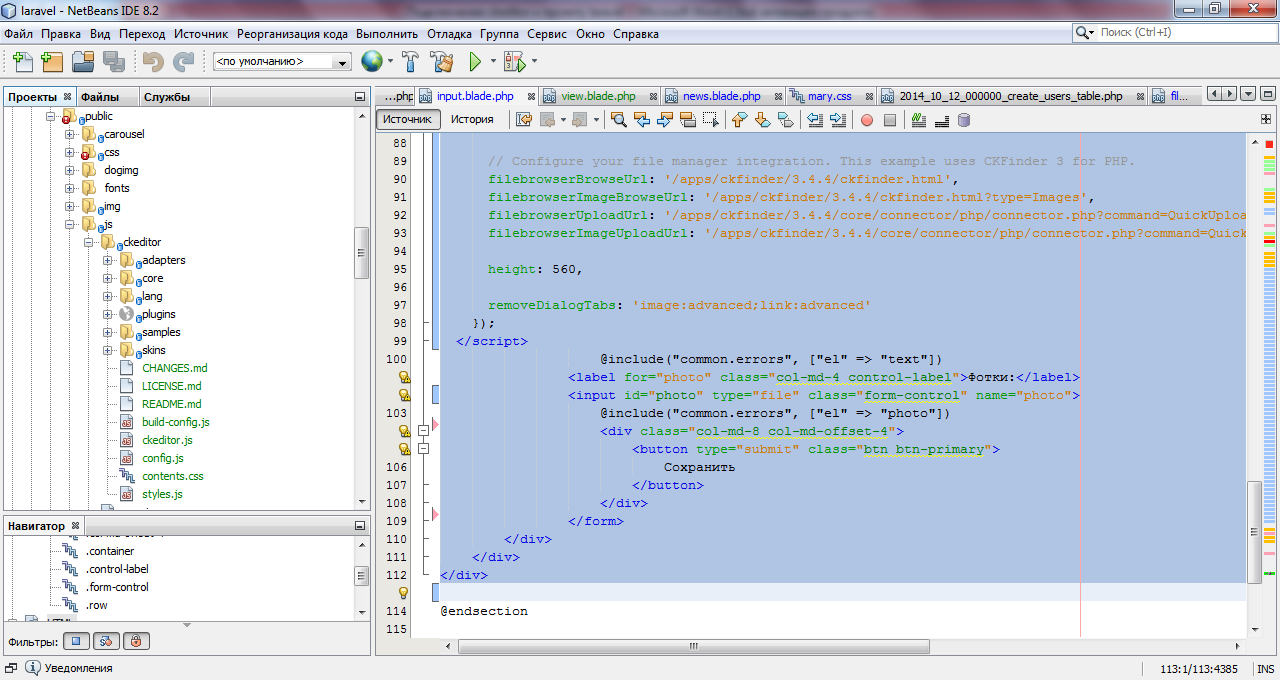 laravel - NetBeans IDE 8.2
Файл Правка Вид Переход Источник Реорганизация кода Выполнить Отладка Группа Сервис Окно Справка
Поиск (Ctrl+I)
<по умолчанию>
Проекты Файлы Службы
...php input.blade.php view.blade.php news.blade.php mary.css 2014_10_12_000000_create_users_table.php fi...
Источник История
public
carousel
css
dogimg
fonts
img
js
ckeditor
adapters
core
lang
plugins
samples
skins
CHANGES.md
LICENSE.md
README.md
build-config.js
ckeditor.js
config.js
contents.css
styles.js
88
89 // Configure your file manager integration. This example uses CKFinder 3 for PHP.
90 filebrowserBrowseUrl: '/apps/ckfinder/3.4.4/ckfinder.html',
91 filebrowserImageBrowseUrl: '/apps/ckfinder/3.4.4/ckfinder.html?type=Images',
92 filebrowserUploadUrl: '/apps/ckfinder/3.4.4/core/connector/php/connector.php?command=QuickUploa
93 filebrowserImageUploadUrl: '/apps/ckfinder/3.4.4/core/connector/php/connector.php?command=Quick
94
95 height: 560,
96
97 removeDialogTabs: 'image:advanced;link:advanced'
98 });
99 </script>
100 @include("common.errors", ["el" => "text"])
<label for="photo" class="col-md-4 control-label">Фотки:</label>
<input id="photo" type="file" class="form-control" name="photo">
103 @include("common.errors", ["el" => "photo"])
<div class="col-md-8 col-md-offset-4">
<button type="submit" class="btn btn-primary">
106 Сохранить
107 </button>
108 </div>
109 </form>
110 </div>
111 </div>
112 </div>
114 @endsection
115
Навигатор
.container
.control-label
.form-control
.row
Фильтры:
Уведомления
113:1/113:4385 INS